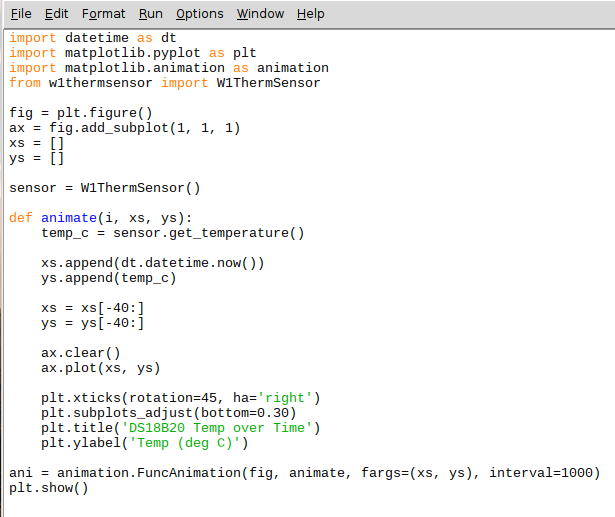 File Edit Format Run Options Window Help
import datetime as dt
import matplotlib.pyplot as plt
import matplotlib.animation as animation
from w1thermsensor import W1ThermSensor

fig = plt.figure()
ax = fig.add_subplot(1, 1, 1)
xs = []
ys = []

sensor = W1ThermSensor()

def animate(i, xs, ys):
    temp_c = sensor.get_temperature()

    xs.append(dt.datetime.now())
    ys.append(temp_c)

    xs = xs[-40:]
    ys = ys[-40:]

    ax.clear()
    ax.plot(xs, ys)

    plt.xticks(rotation=45, ha='right')
    plt.subplots_adjust(bottom=0.30)
    plt.title('DS18B20 Temp over Time')
    plt.ylabel('Temp (deg C)')

ani = animation.FuncAnimation(fig, animate, fargs=(xs, ys), interval=1000)
plt.show()